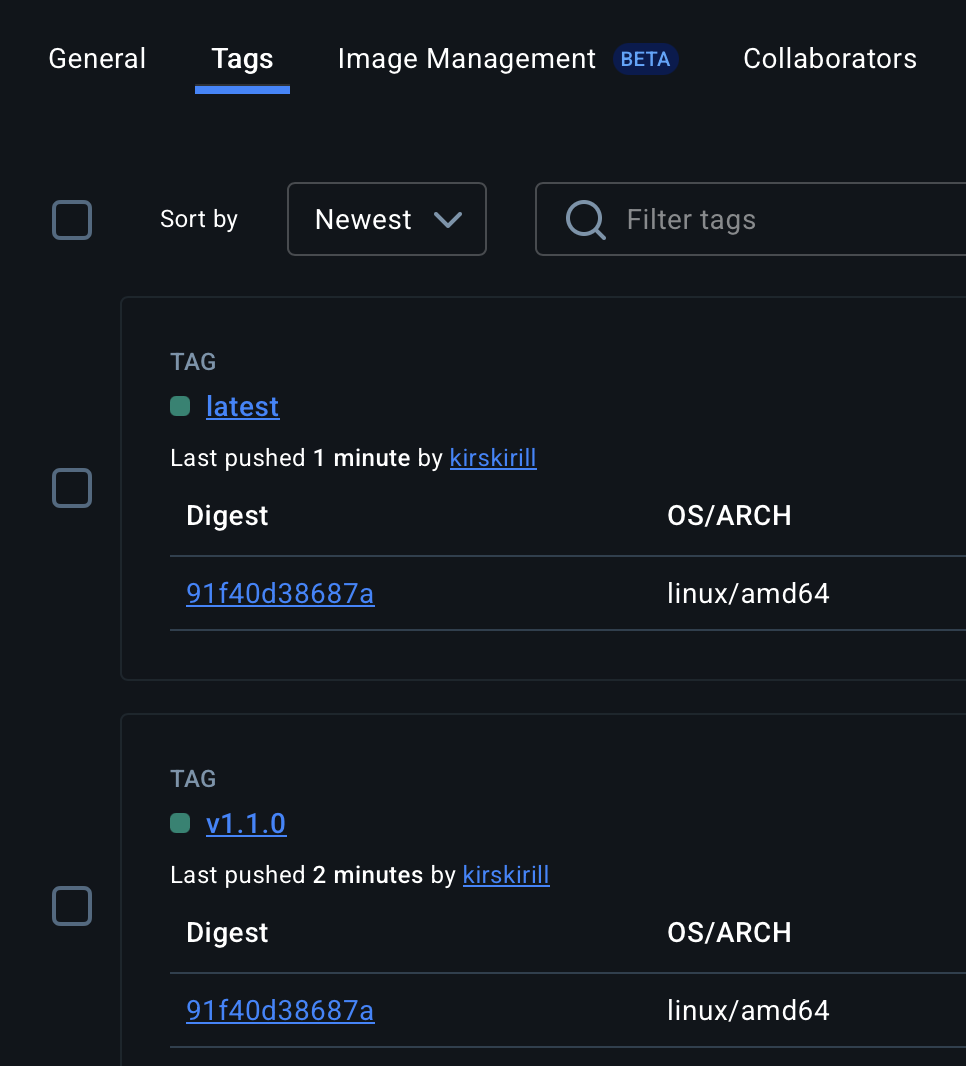 General Tags Image Management BETA Collaborators
Sort by Newest Filter tags
TAG
latest
Last pushed 1 minute by kirskirill
Digest OS/ARCH
91f40d38687a linux/amd64
TAG
v1.1.0
Last pushed 2 minutes by kirskirill
Digest OS/ARCH
91f40d38687a linux/amd64